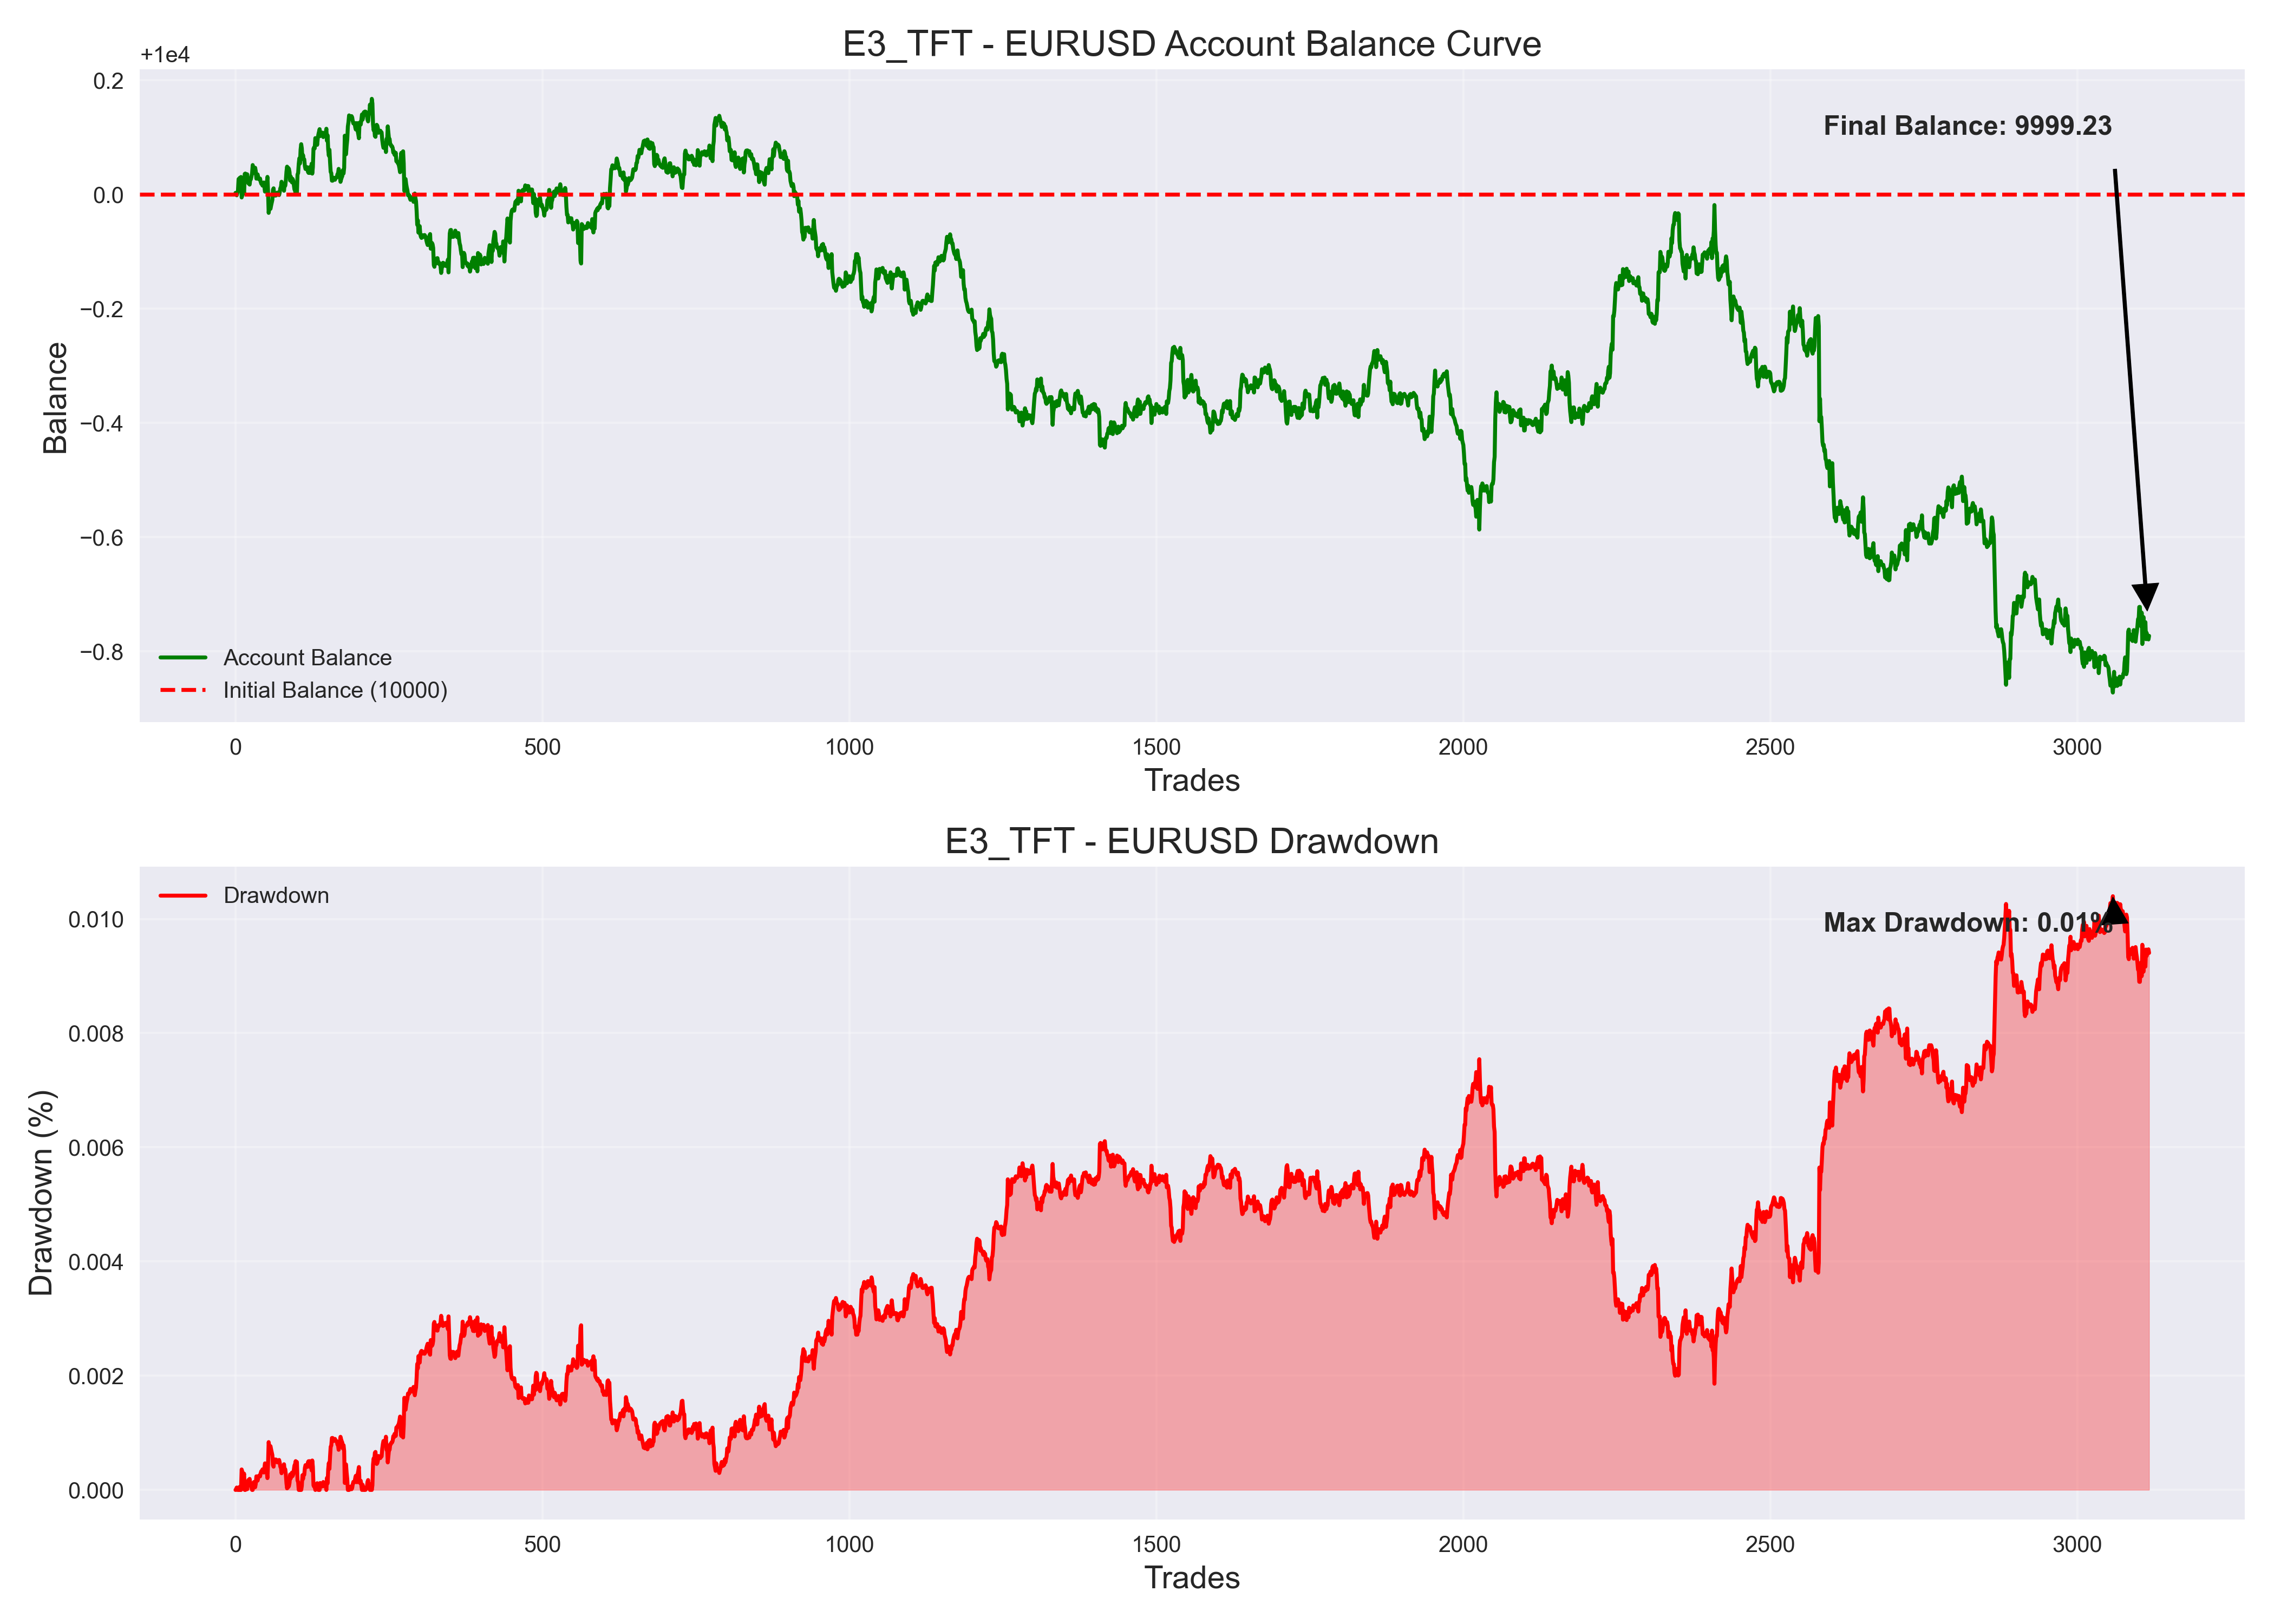 E3_TFT - EURUSD Account Balance Curve
+1e4
0.2
0.0
−0.2
−0.4
−0.6
−0.8
Balance
Final Balance: 9999.23
Account Balance
Initial Balance (10000)
0 500 1000 1500 2000 2500 3000
Trades
E3_TFT - EURUSD Drawdown
Drawdown
Max Drawdown: 0.01%
0.010
0.008
0.006
0.004
0.002
0.000
Drawdown (%)
0 500 1000 1500 2000 2500 3000
Trades